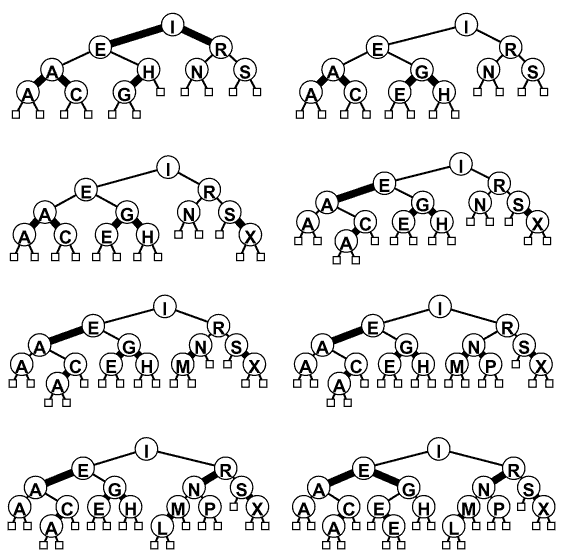 I
E R
A H N S
A C G
I
E R
A G N S
A C E H
I
E R
A G N S
A C E H X
I
E R
A G N S
A C E H X
A
I
E R
A G N S
A C E H M X
A
I
E R
A G N S
A C E H M P X
A
I
E R
A G N S
A C E H M P X
A L
I
E R
A G N S
A C E H M P X
A E L